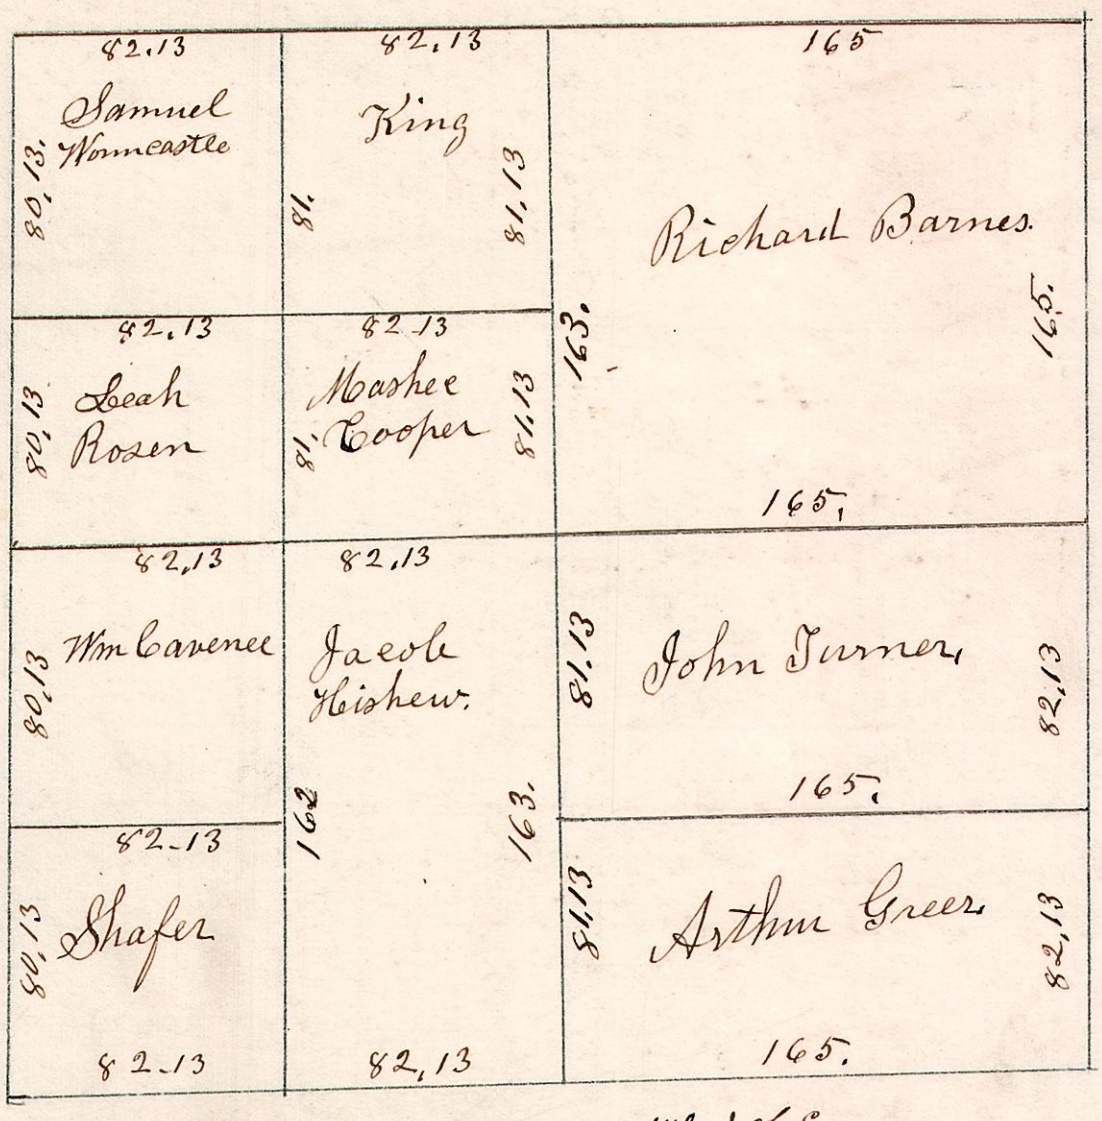 82.13
Samuel
Worncastle
80,13.
82,13
King
81.
81,13
165
Richard Barnes.
163.
165.
165,
82.13
Leah
Rosen
80,13
82-13
Mashee
Cooper
81,
81,13
82,13
Wm Cavenee
80,13
82,13
Jacob
Hishew.
162
163.
81,13
John Turner,
82,13
165,
82-13
Shafer
80,13
82-13
82,13
81,13
Arthur Greer,
82,13
165.